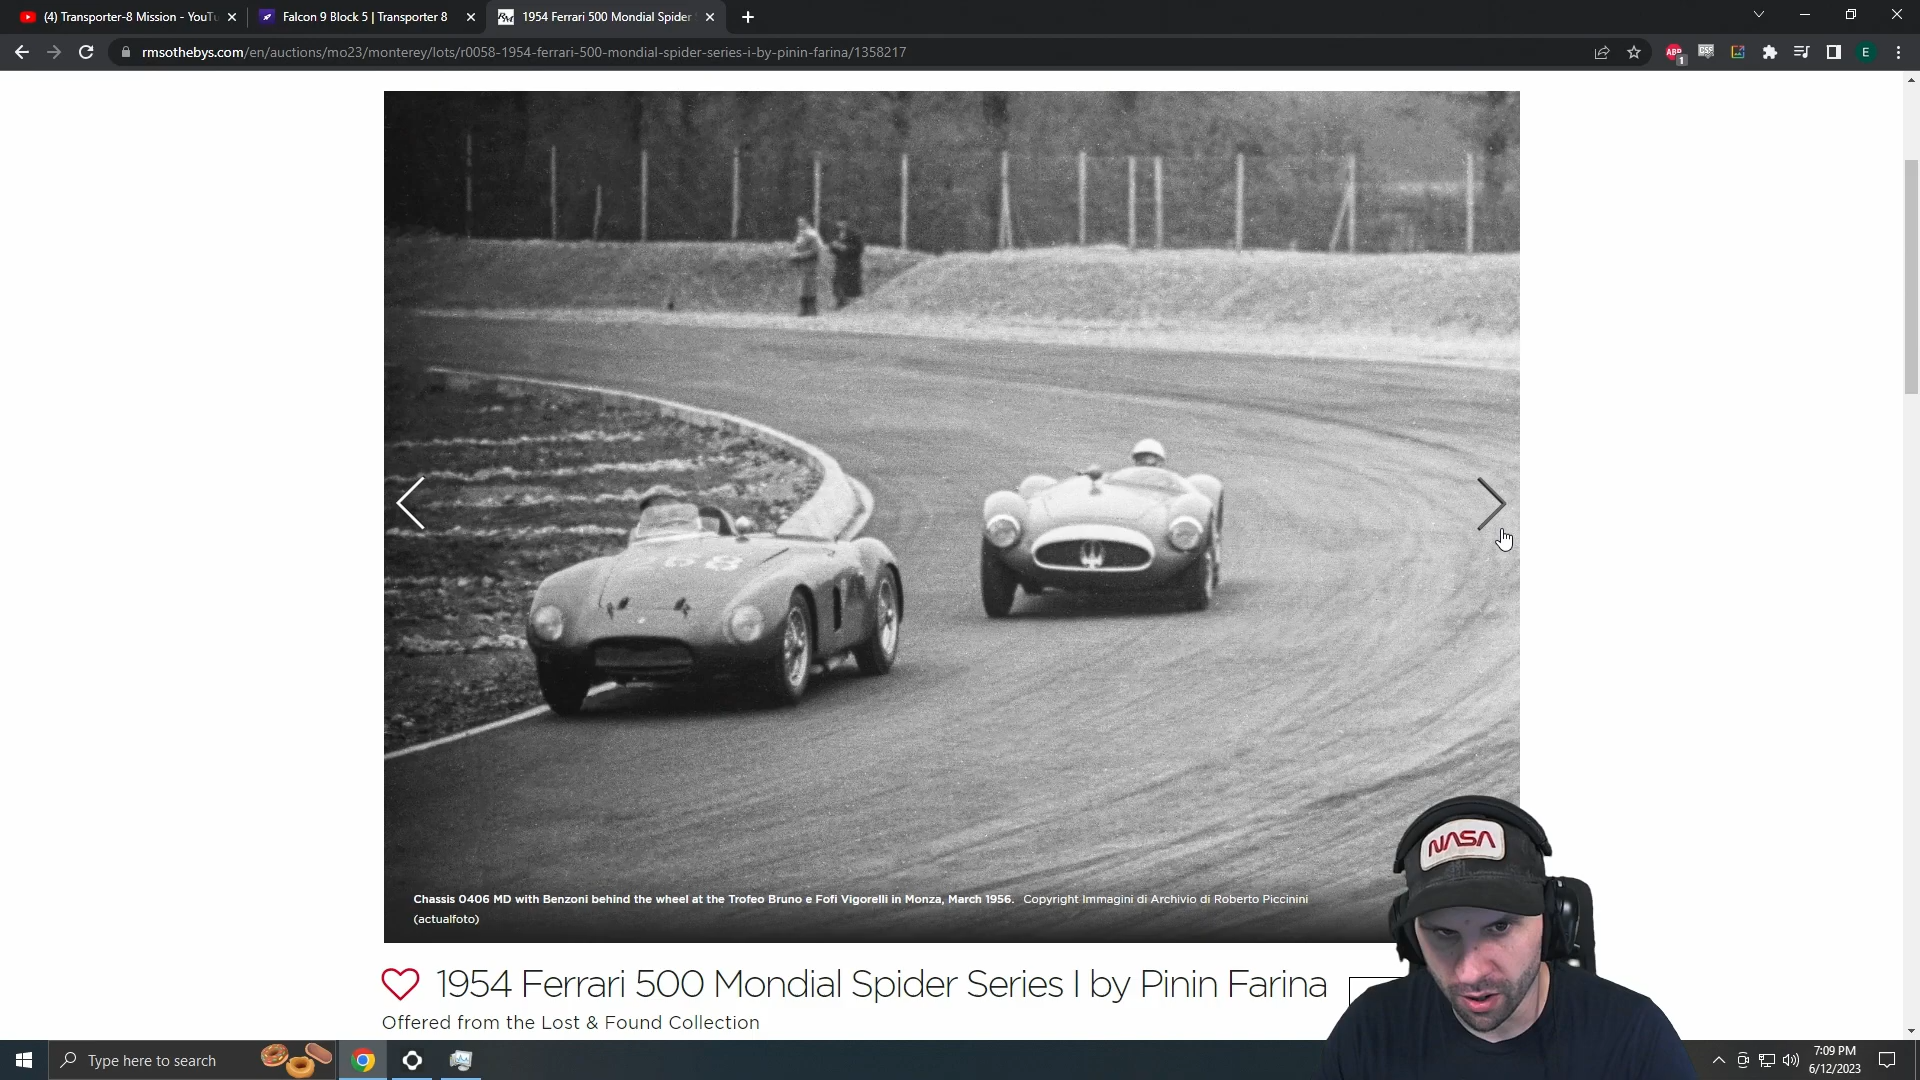 (4) Transporter-8 Mission - YouTu
Falcon 9 Block 5 | Transporter 8
RM
1954 Ferrari 500 Mondial Spider
rmsothebys.com/en/auctions/mo23/monterey/lots/r0058-1954-ferrari-500-mondial-spider-series-i-by-pinin-farina/1358217
ABP
1
E
68
Chassis 0406 MD with Benzoni behind the wheel at the Trofeo Bruno e Fofi Vigorelli in Monza, March 1956. Copyright Immagini di Archivio di Roberto Piccinini
(actualfoto)
NASA
1954 Ferrari 500 Mondial Spider Series I by Pinin Farina
Offered from the Lost & Found Collection
Type here to search
7:09 PM
6/12/2023